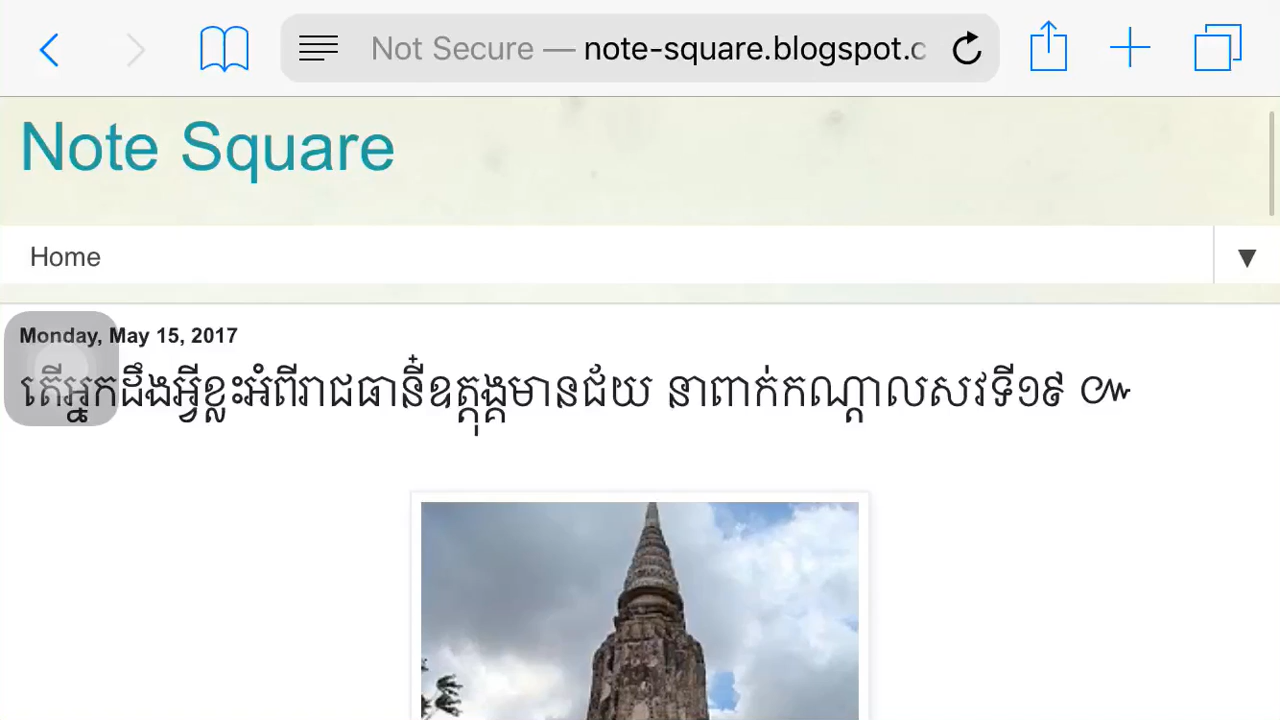 Not Secure — note-square.blogspot.c
Note Square
Home
Monday, May 15, 2017
តើអ្នកដឹងអ្វីខ្លះអំពីរាជធានី៎ឧត្តុង្គមានជ័យ នាពាក់កណ្តាលសវទី១៩ ៚